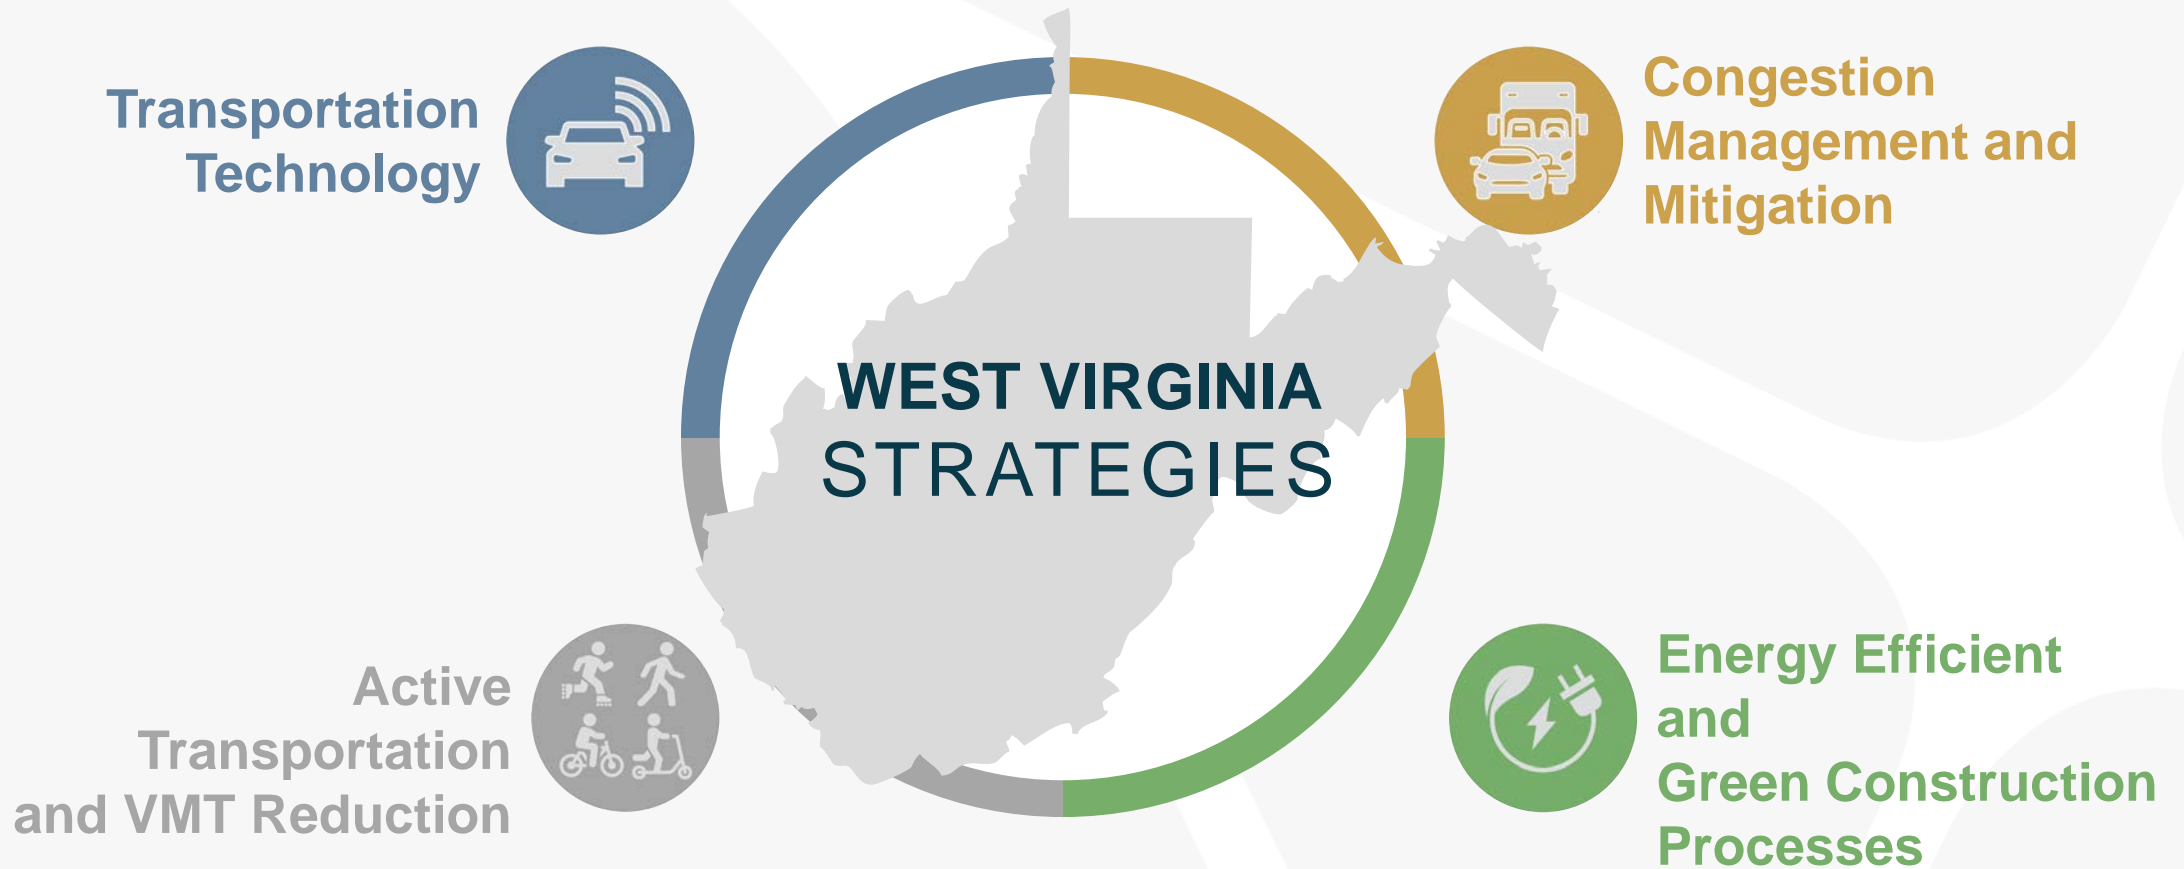 Transportation
Technology
Congestion
Management and
Mitigation
WEST VIRGINIA
STRATEGIES
Active
Transportation
and VMT Reduction
Energy Efficient
and
Green Construction
Processes